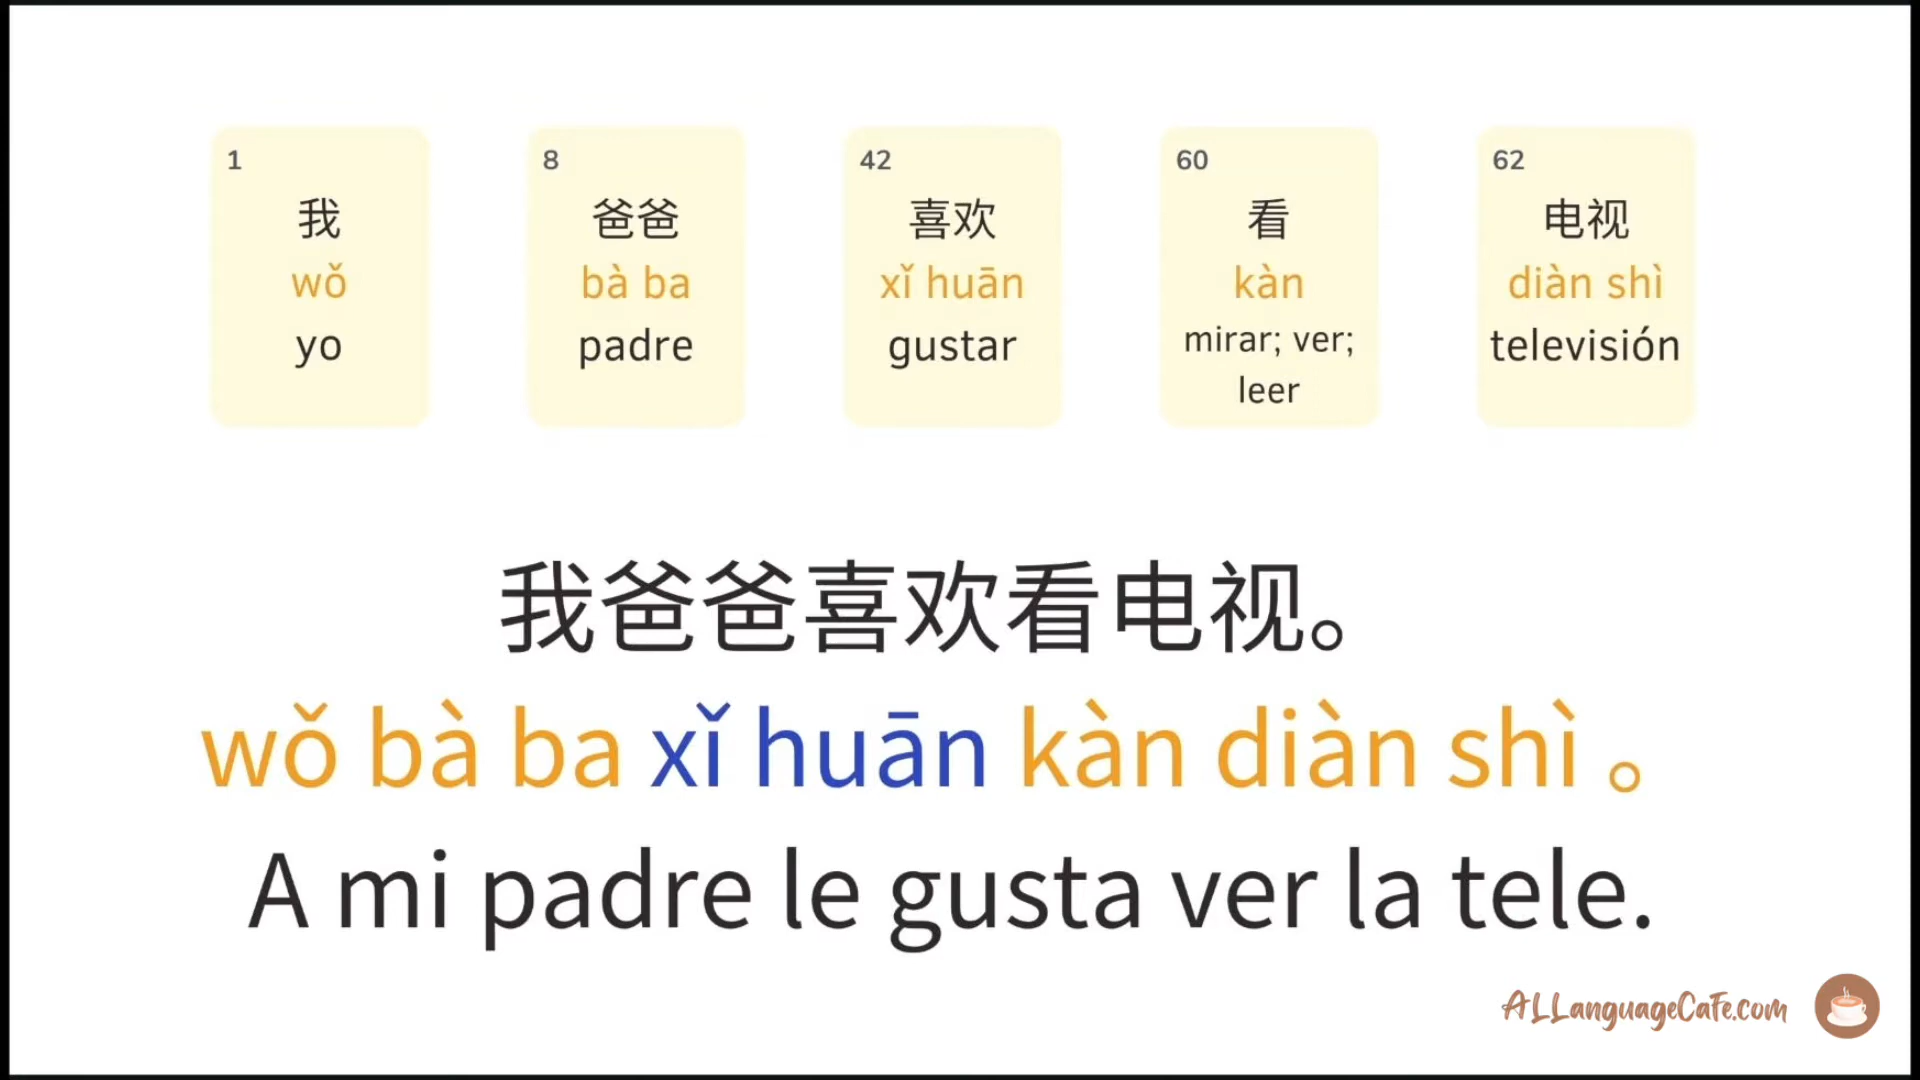 1
我
wǒ
yo
8
爸爸
bà ba
padre
42
喜欢
xǐ huān
gustar
60
看
kàn
mirar; ver;
leer
62
电视
diàn shì
televisión
我爸爸喜欢看电视。
wǒ bà ba xǐ huān kàn diàn shì 。
A mi padre le gusta ver la tele.
ALLanguageCafe.com